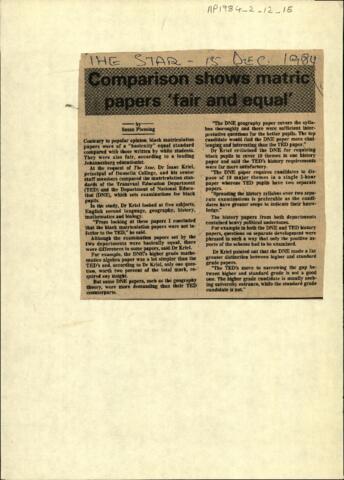 AP1984-2-12-15
THE STAR - 15 DEC. 1984
Comparison shows matric
papers 'fair and equal'
by
Susan Fleming
Contrary to popular opinion black matriculation
papers were of a "basically" equal standard
compared with those written by white students.
They were also fair, according to a leading
Johannesburg educationist.
At the request of The Star, Dr Isaac Kriel,
principal of Damelin College, and his senior
staff members compared the matriculation stan-
dards of the Transvaal Education Department
(TED) and the Department of National Educa-
tion (DNE), which sets examinations for black
pupils.
In the study, Dr Kriel looked at five subjects,
English second language, geography, history,
mathematics and biology.
"From looking at these papers I concluded
that the black matriculation papers were not in-
ferior to the TED," he said.
Although the examination papers set by the
two departments were basically equal, there
were differences in some papers, said Dr Kriel.
For example, the DNE's higher grade mathe-
matics algebra paper was a lot simpler than the
TED's and, according to Dr Kriel, only one ques-
tion, worth two percent of the total mark, re-
quired any insight.
But some DNE papers, such as the geography
theory, were more demanding than their TED
counterparts.
"The DNE geography paper covers the sylla-
bus thoroughly and there were sufficient inter-
pretative questions for the better pupils. The top
candidate would find the DNE paper more chal-
lenging and interesting than the TED paper."
Dr Kriel criticised the DNE for requiring
black pupils to cover 10 themes in one history
paper and said the TED's history requirements
were far more satisfactory.
"The DNE paper requires candidates to dis-
pose of 10 major themes in a single 3-hour
paper whereas TED pupils have two separate
papers.
"Spreading the history syllabus over two sepa-
rate examinations is preferable as the candi-
dates have greater scope to indicate their know-
ledge."
The history papers from both departments
contained heavy political undertones.
For example in both the DNE and TED history
papers, questions on separate development were
phrased in such a way that only the positive as-
pects of the scheme had to be examined.
Dr Kriel pointed out that the DNE made a far
greater distinction between higher and standard
grade papers.
"The TED's move to narrowing the gap be-
tween higher and standard grade is not a good
one. The higher grade candidate is usually seek-
ing university entrance, while the standard grade
candidate is not."